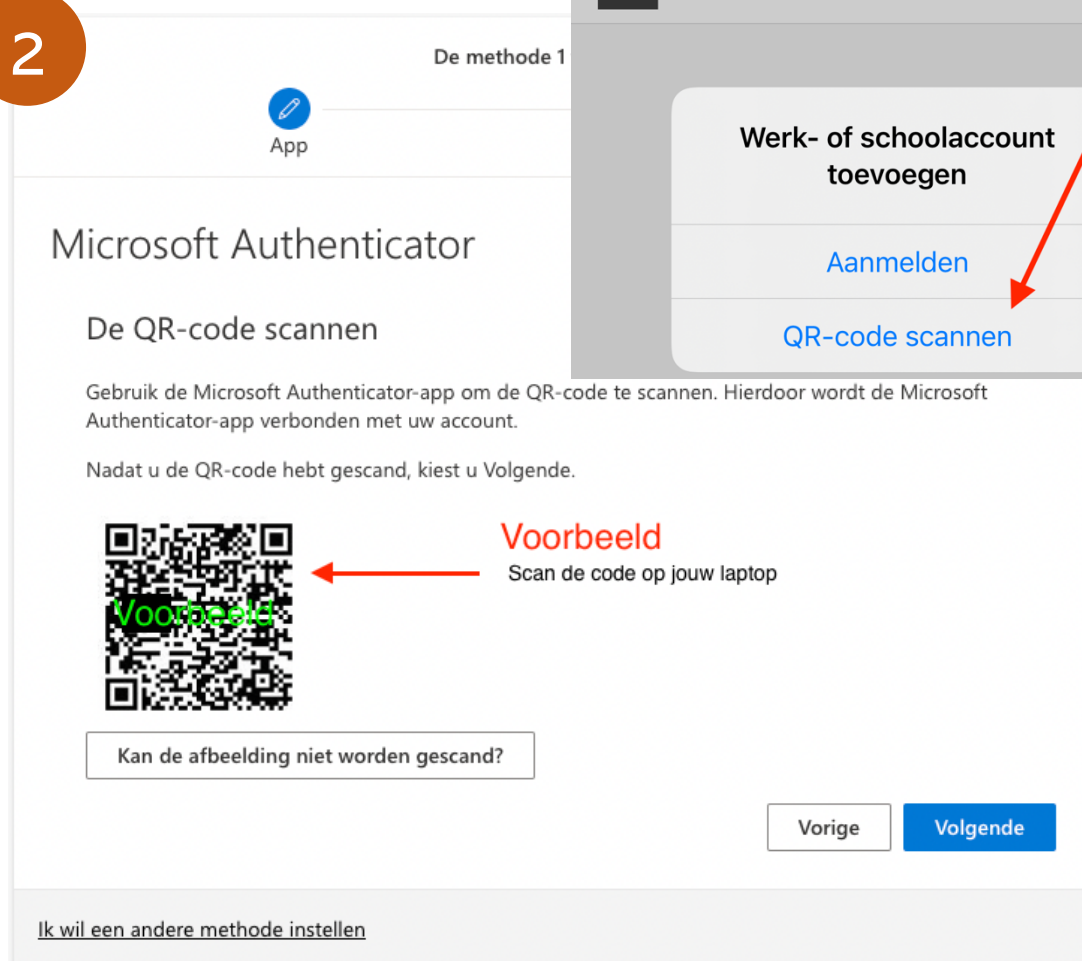 2
De methode 1
App
Werk- of schoolaccount
toevoegen
Aanmelden
QR-code scannen
Microsoft Authenticator
De QR-code scannen
Gebruik de Microsoft Authenticator-app om de QR-code te scannen. Hierdoor wordt de Microsoft
Authenticator-app verbonden met uw account.
Nadat u de QR-code hebt gescand, kiest u Volgende.
Voorbeeld
Voorbeeld
Scan de code op jouw laptop
Kan de afbeelding niet worden gescand?
Vorige
Volgende
Ik wil een andere methode instellen